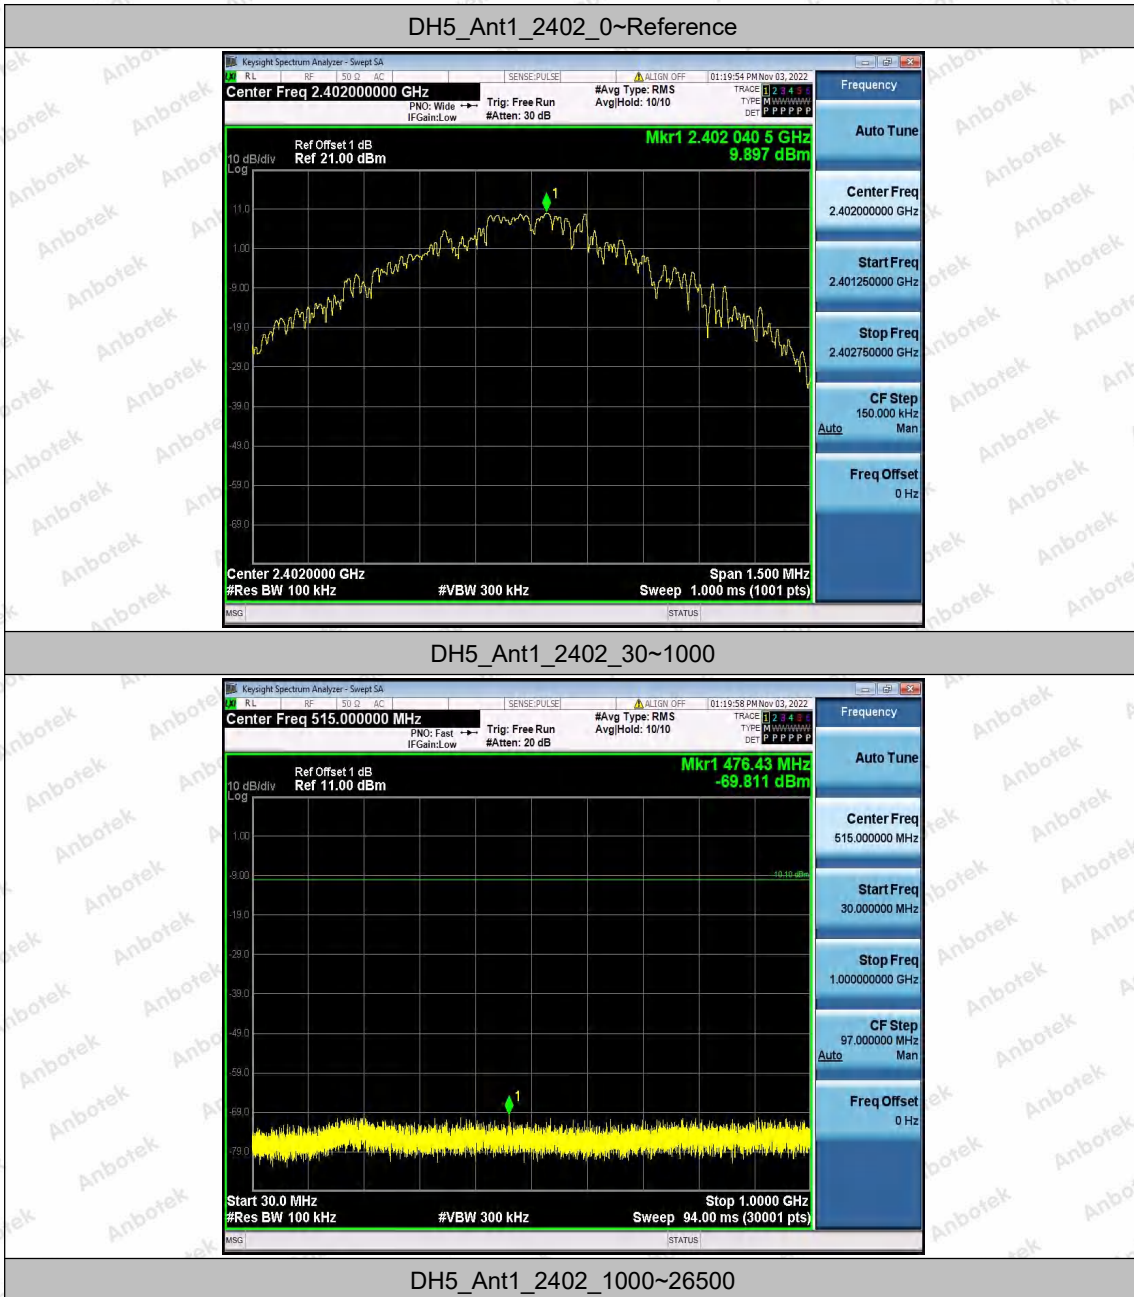 DH5_Ant1_2402_0~Reference
Keysight Spectrum Analyzer - Swept SA
LXI RL RF 50 Ω AC SENSE:PULSE ALIGN OFF 01:19:54 PM Nov 03, 2022
Center Freq 2.402000000 GHz #Avg Type: RMS TRACE 1 2 3 4 5 6
PNO: Wide Trig: Free Run Avg|Hold: 10/10 TYPE M WWWWW
IFGain:Low #Atten: 30 dB DET P P P P P P
Frequency
Mkr1 2.402 040 5 GHz
9.897 dBm
Ref Offset 1 dB
10 dB/div Ref 21.00 dBm
Log
1
11.0
1.00
-9.00
-19.0
-29.0
-39.0
-49.0
-59.0
-69.0
Center 2.4020000 GHz Span 1.500 MHz
#Res BW 100 kHz #VBW 300 kHz Sweep 1.000 ms (1001 pts)
MSG STATUS
Auto Tune
Center Freq
2.402000000 GHz
Start Freq
2.401250000 GHz
Stop Freq
2.402750000 GHz
CF Step
150.000 kHz
Auto Man
Freq Offset
0 Hz
DH5_Ant1_2402_30~1000
Keysight Spectrum Analyzer - Swept SA
LXI RL RF 50 Ω AC SENSE:PULSE ALIGN OFF 01:19:58 PM Nov 03, 2022
Center Freq 515.000000 MHz #Avg Type: RMS TRACE 1 2 3 4 5 6
PNO: Fast Trig: Free Run Avg|Hold: 10/10 TYPE M WWWWW
IFGain:Low #Atten: 20 dB DET P P P P P P
Frequency
Mkr1 476.43 MHz
-69.811 dBm
Ref Offset 1 dB
10 dB/div Ref 11.00 dBm
Log
1.00
-9.00
-10.10 dBm
-19.0
-29.0
-39.0
-49.0
-59.0
1
-69.0
-79.0
Start 30.0 MHz Stop 1.0000 GHz
#Res BW 100 kHz #VBW 300 kHz Sweep 94.00 ms (30001 pts)
MSG STATUS
Auto Tune
Center Freq
515.000000 MHz
Start Freq
30.000000 MHz
Stop Freq
1.000000000 GHz
CF Step
97.000000 MHz
Auto Man
Freq Offset
0 Hz
DH5_Ant1_2402_1000~26500
Anbotek